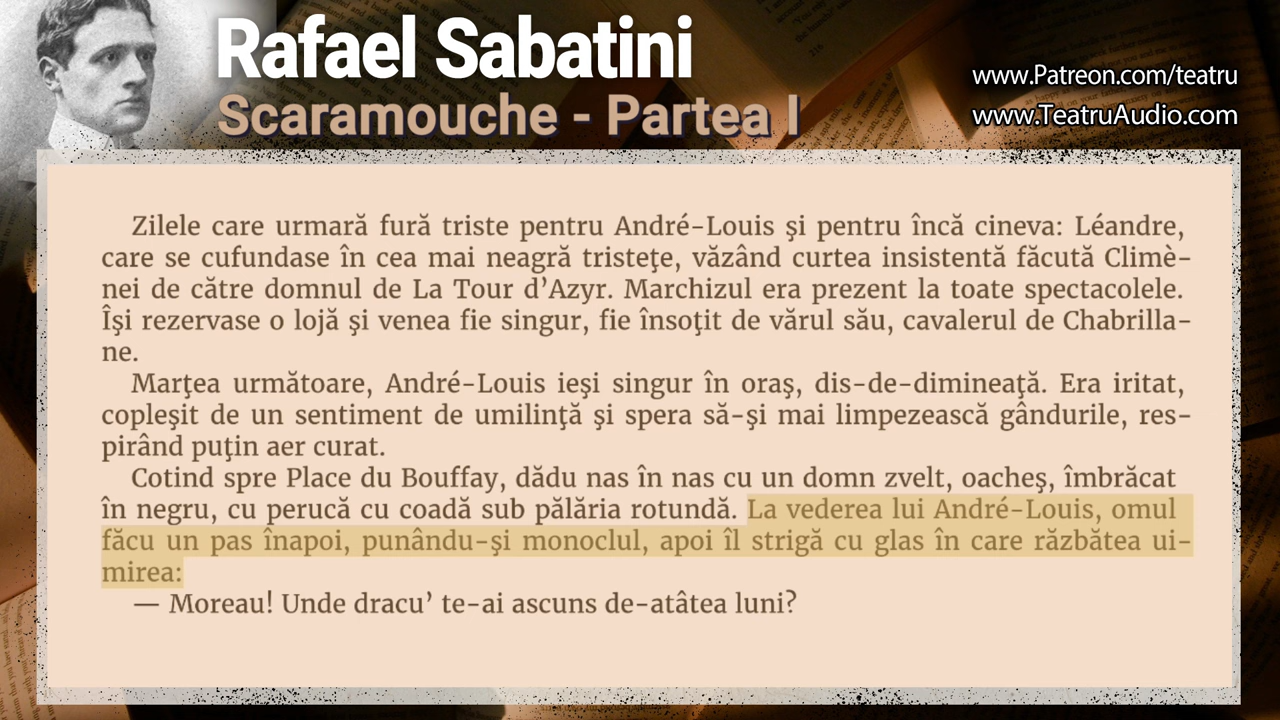 Rafael Sabatini
Scaramouche - Partea I
www.Patreon.com/teatru
www.TeatruAudio.com
Zilele care urmară fură triste pentru André-Louis şi pentru încă cineva: Léandre,
care se cufundase în cea mai neagră tristeţe, văzând curtea insistentă făcută Climè-
nei de către domnul de La Tour d’Azyr. Marchizul era prezent la toate spectacolele.
Îşi rezervase o lojă şi venea fie singur, fie însoţit de vărul său, cavalerul de Chabrilla-
ne.
Marţea următoare, André-Louis ieşi singur în oraş, dis-de-dimineaţă. Era iritat,
copleşit de un sentiment de umilinţă şi spera să-şi mai limpezească gândurile, res-
pirând puţin aer curat.
Cotind spre Place du Bouffay, dădu nas în nas cu un domn zvelt, oacheş, îmbrăcat
în negru, cu perucă cu coadă sub pălăria rotundă. La vederea lui André-Louis, omul
făcu un pas înapoi, punându-şi monoclul, apoi îl strigă cu glas în care răzbătea ui-
mirea:
— Moreau! Unde dracu’ te-ai ascuns de-atâtea luni?